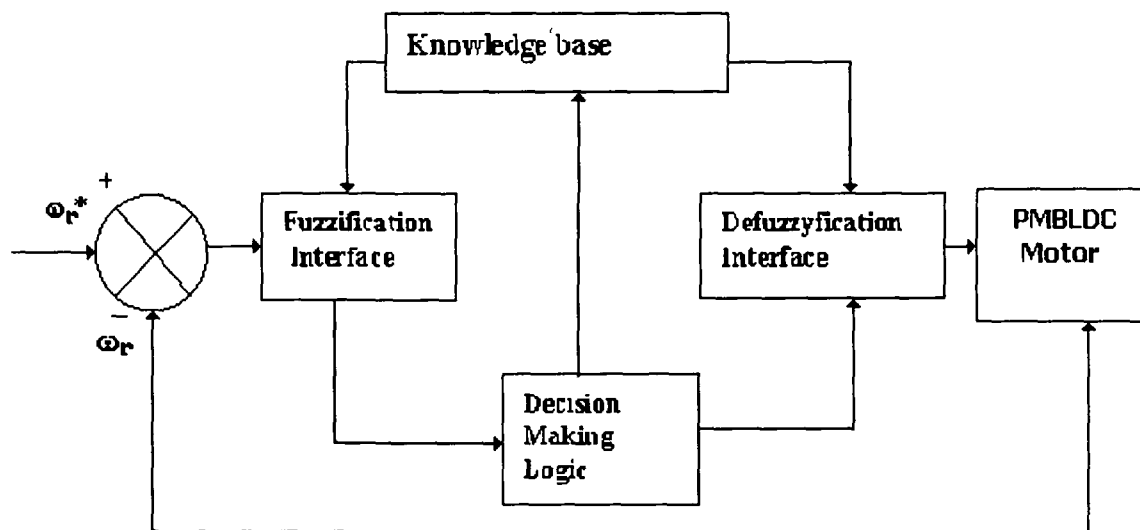 Knowledge base
+
ωr*
Fuzzification
Interface
Defuzzyfication
Interface
PMBLDC
Motor
−
ωr
Decision
Making
Logic